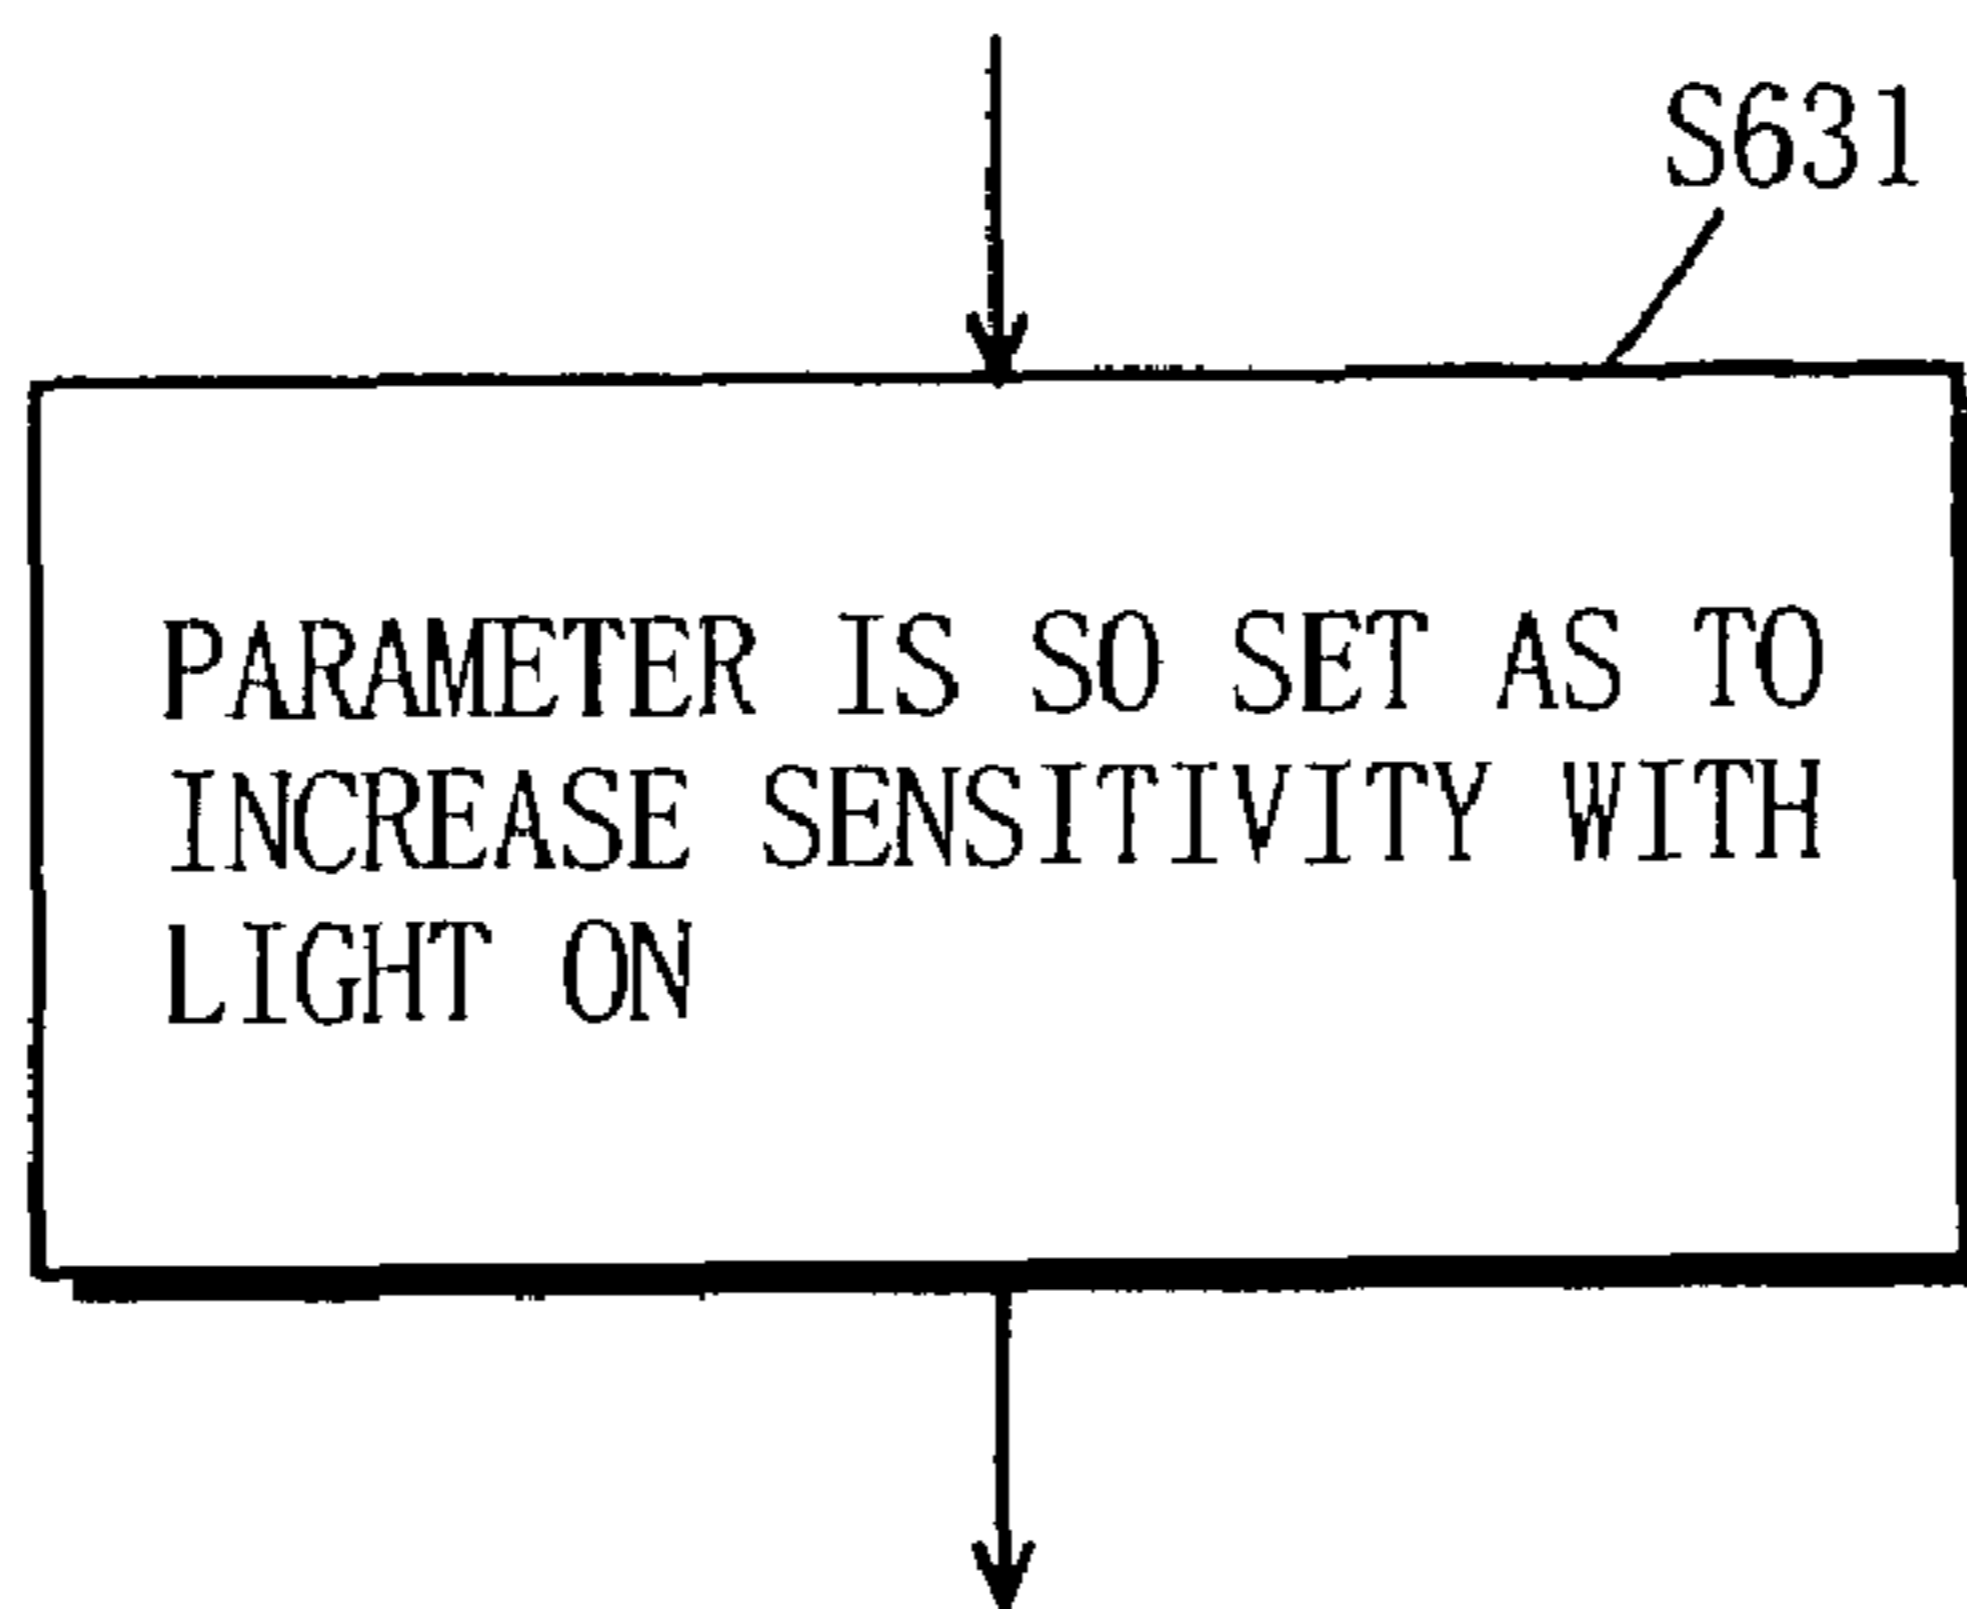 S631
PARAMETER IS SO SET AS TO
INCREASE SENSITIVITY WITH
LIGHT ON